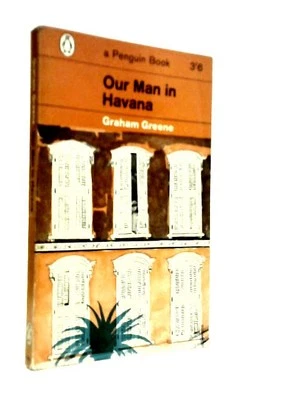 a Penguin Book 3'6
Our Man in
Havana
Graham Greene